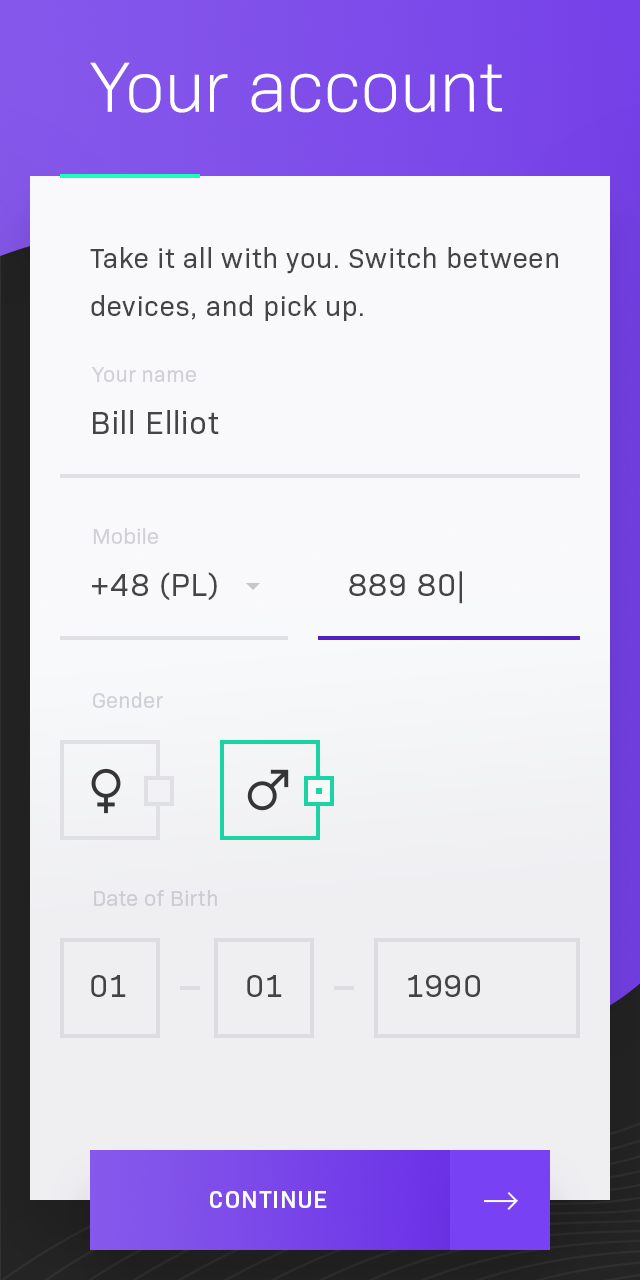 Your account
Take it all with you. Switch between
devices, and pick up.
Your name
Bill Elliot
Mobile
+48 (PL) 889 80
Gender
♀ ♂
Date of Birth
01 – 01 – 1990
CONTINUE →